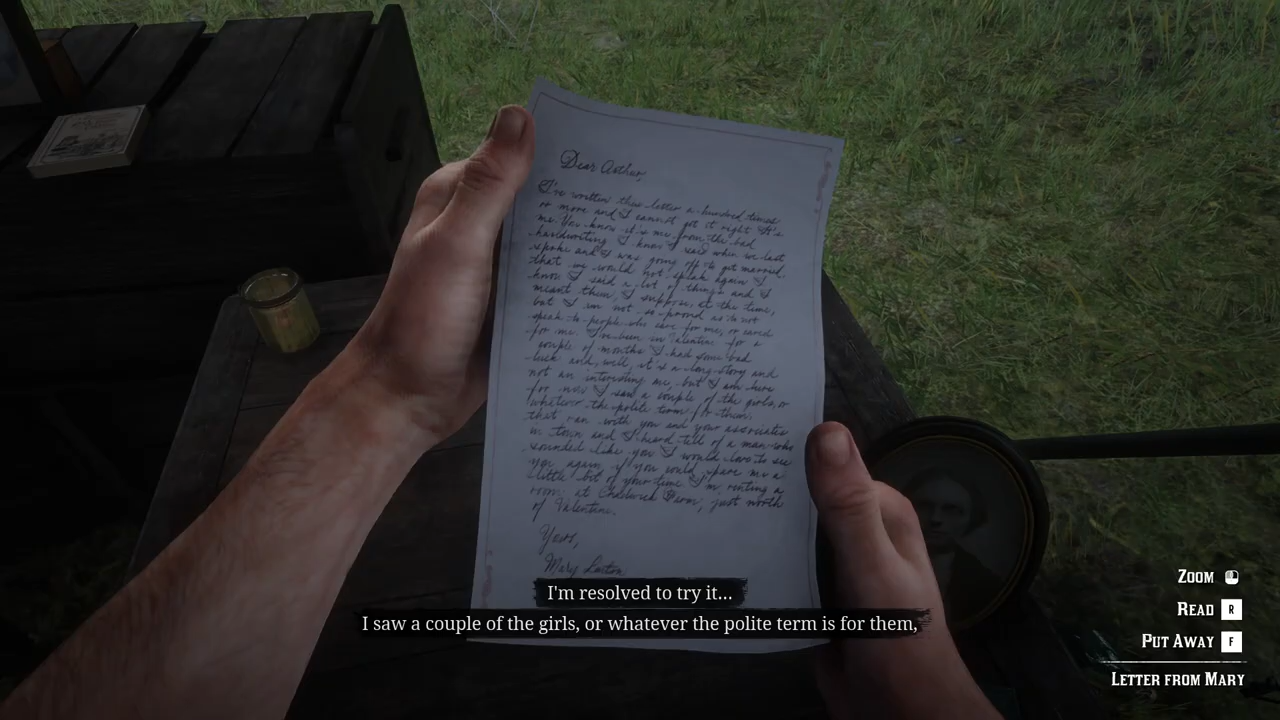 Dear Arthur,
I've written this letter a hundred times
or more and I cannot get it right It's
me. You know it's me from the bad
handwriting I know I said when we last
spoke and I was going off to get married,
that we would not speak again I
know I said a lot of things and I
meant them, I suppose, at the time,
but I am not so proud as to not
speak to people who care for me, or cared
for me. I've been in Valentine for a
couple of months I had some bad
luck and, well, it's a long story and
not an interesting one, but I am here
for now I saw a couple of the girls, or
whatever the polite term for them,
that ran with you and your associates
in town and I heard tell of a man who
sounded like you I would love to see
you again, if you could spare me a
little bit of your time I'm renting a
room at Chadwick Farm, just north
of Valentine.
Yours,
Mary Linton
I'm resolved to try it...
I saw a couple of the girls, or whatever the polite term is for them,
ZOOM
READ R
PUT AWAY F
LETTER FROM MARY